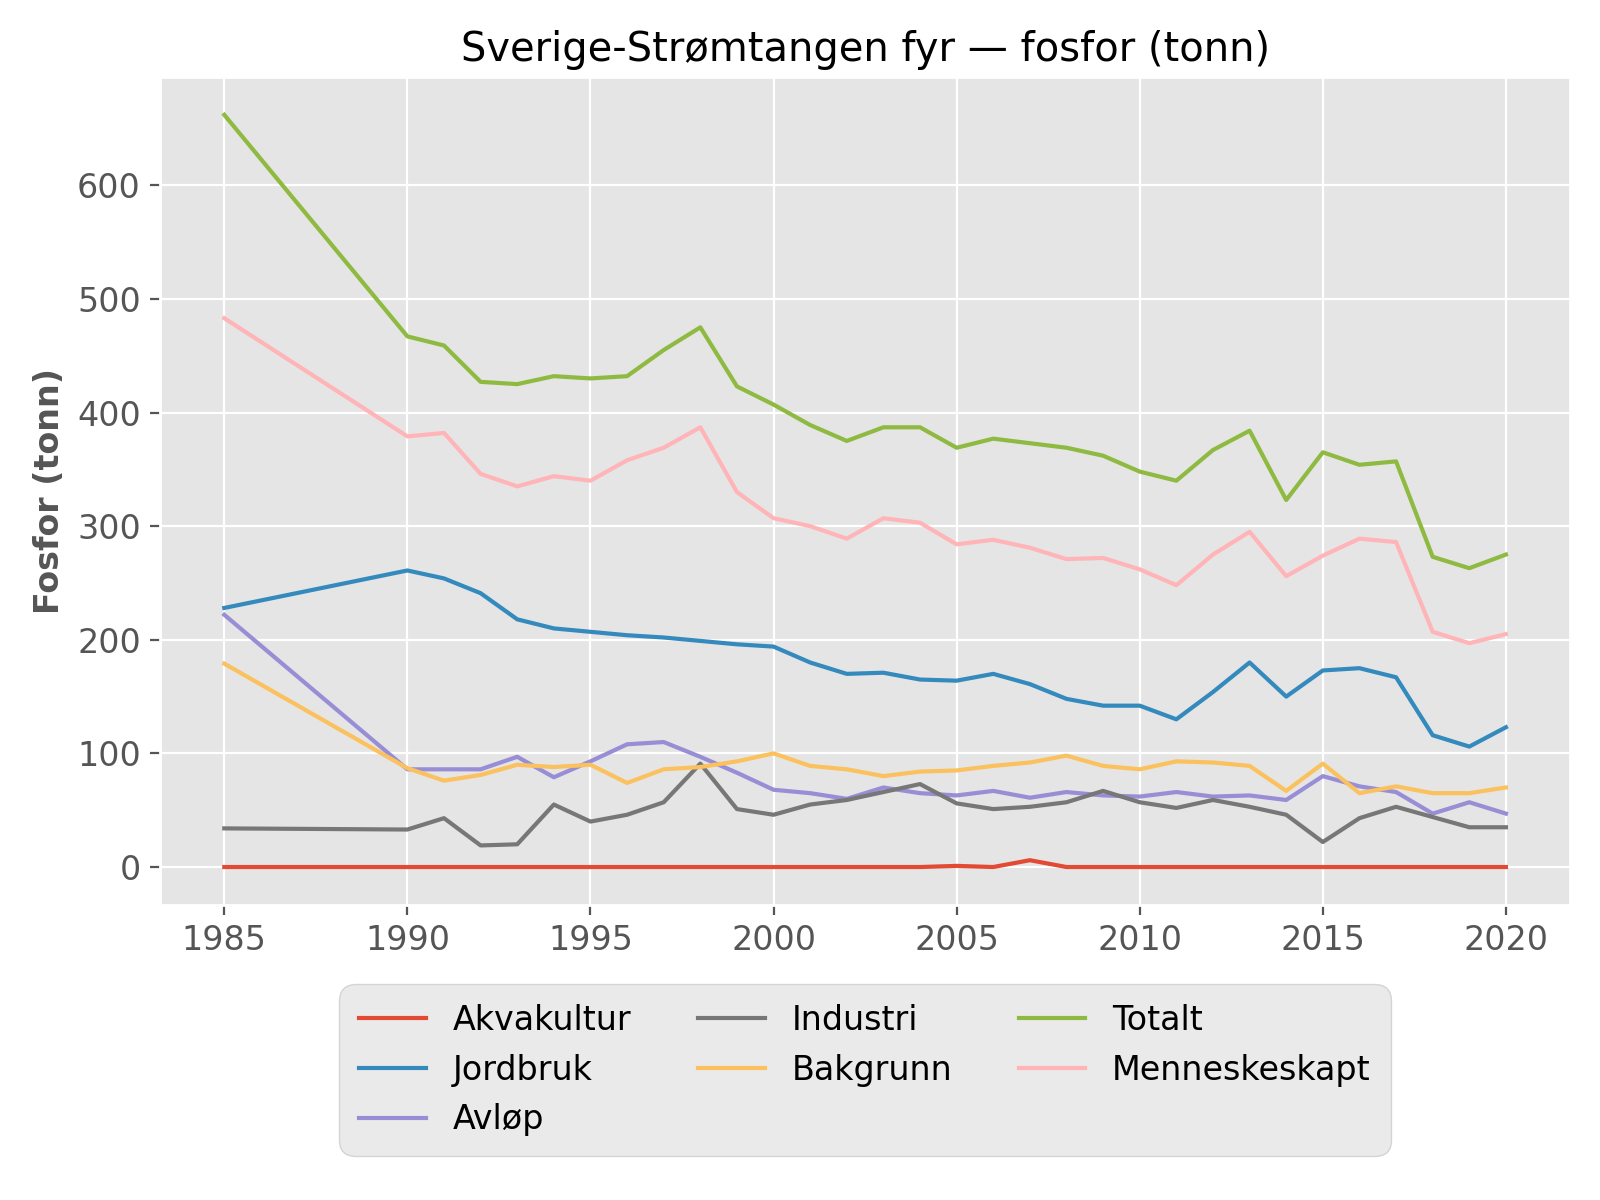 Sverige-Strømtangen fyr — fosfor (tonn)
Fosfor (tonn)
600
500
400
300
200
100
0
1985 1990 1995 2000 2005 2010 2015 2020
Akvakultur Industri Totalt
Jordbruk Bakgrunn Menneskeskapt
Avløp